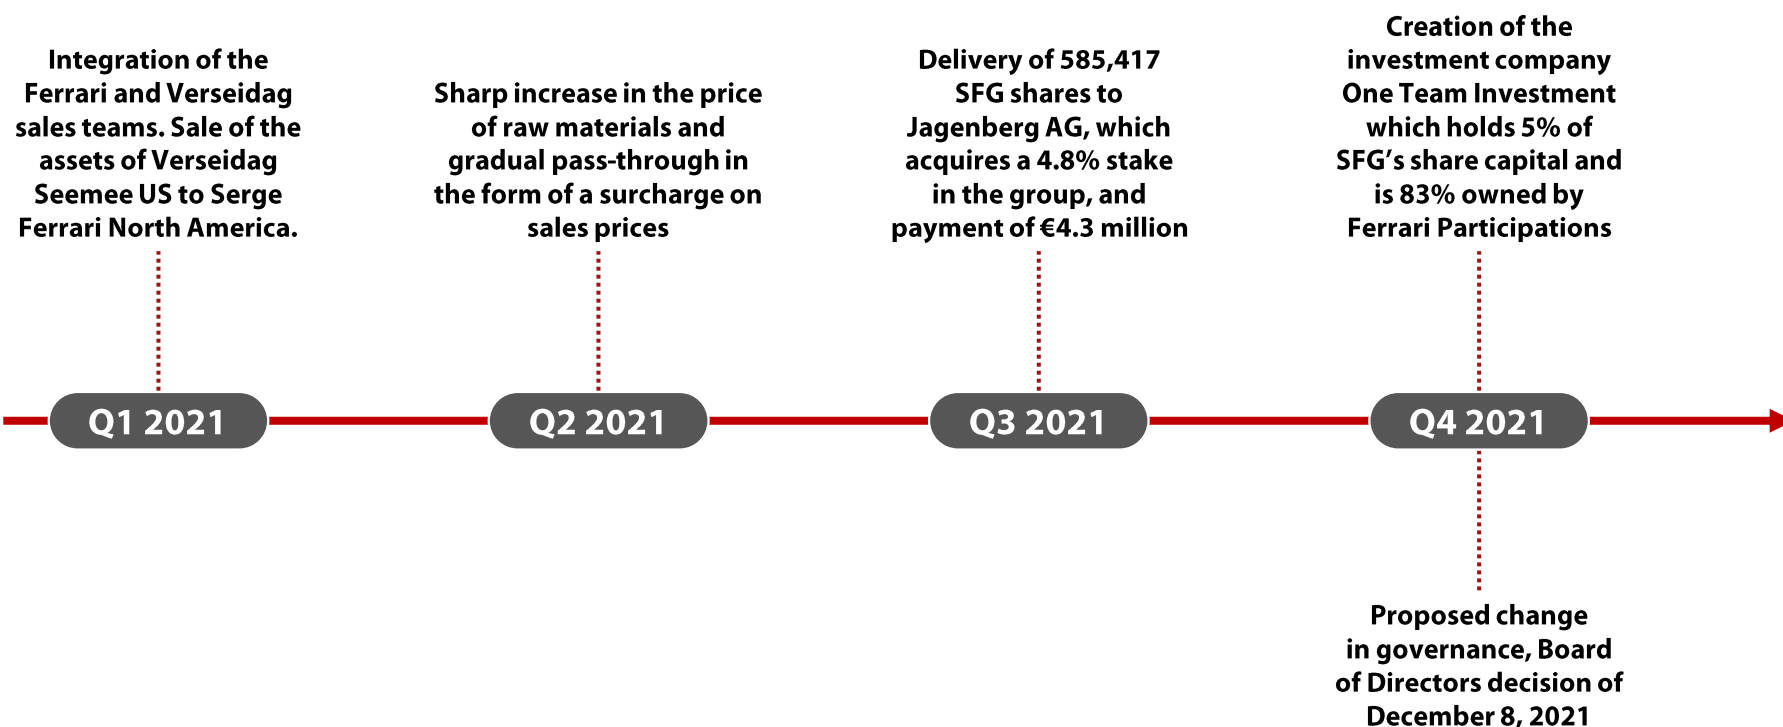 Integration of the
Ferrari and Verseidag
sales teams. Sale of the
assets of Verseidag
Seemee US to Serge
Ferrari North America.
Sharp increase in the price
of raw materials and
gradual pass-through in
the form of a surcharge on
sales prices
Delivery of 585,417
SFG shares to
Jagenberg AG, which
acquires a 4.8% stake
in the group, and
payment of €4.3 million
Creation of the
investment company
One Team Investment
which holds 5% of
SFG’s share capital and
is 83% owned by
Ferrari Participations
Q1 2021
Q2 2021
Q3 2021
Q4 2021
Proposed change
in governance, Board
of Directors decision of
December 8, 2021